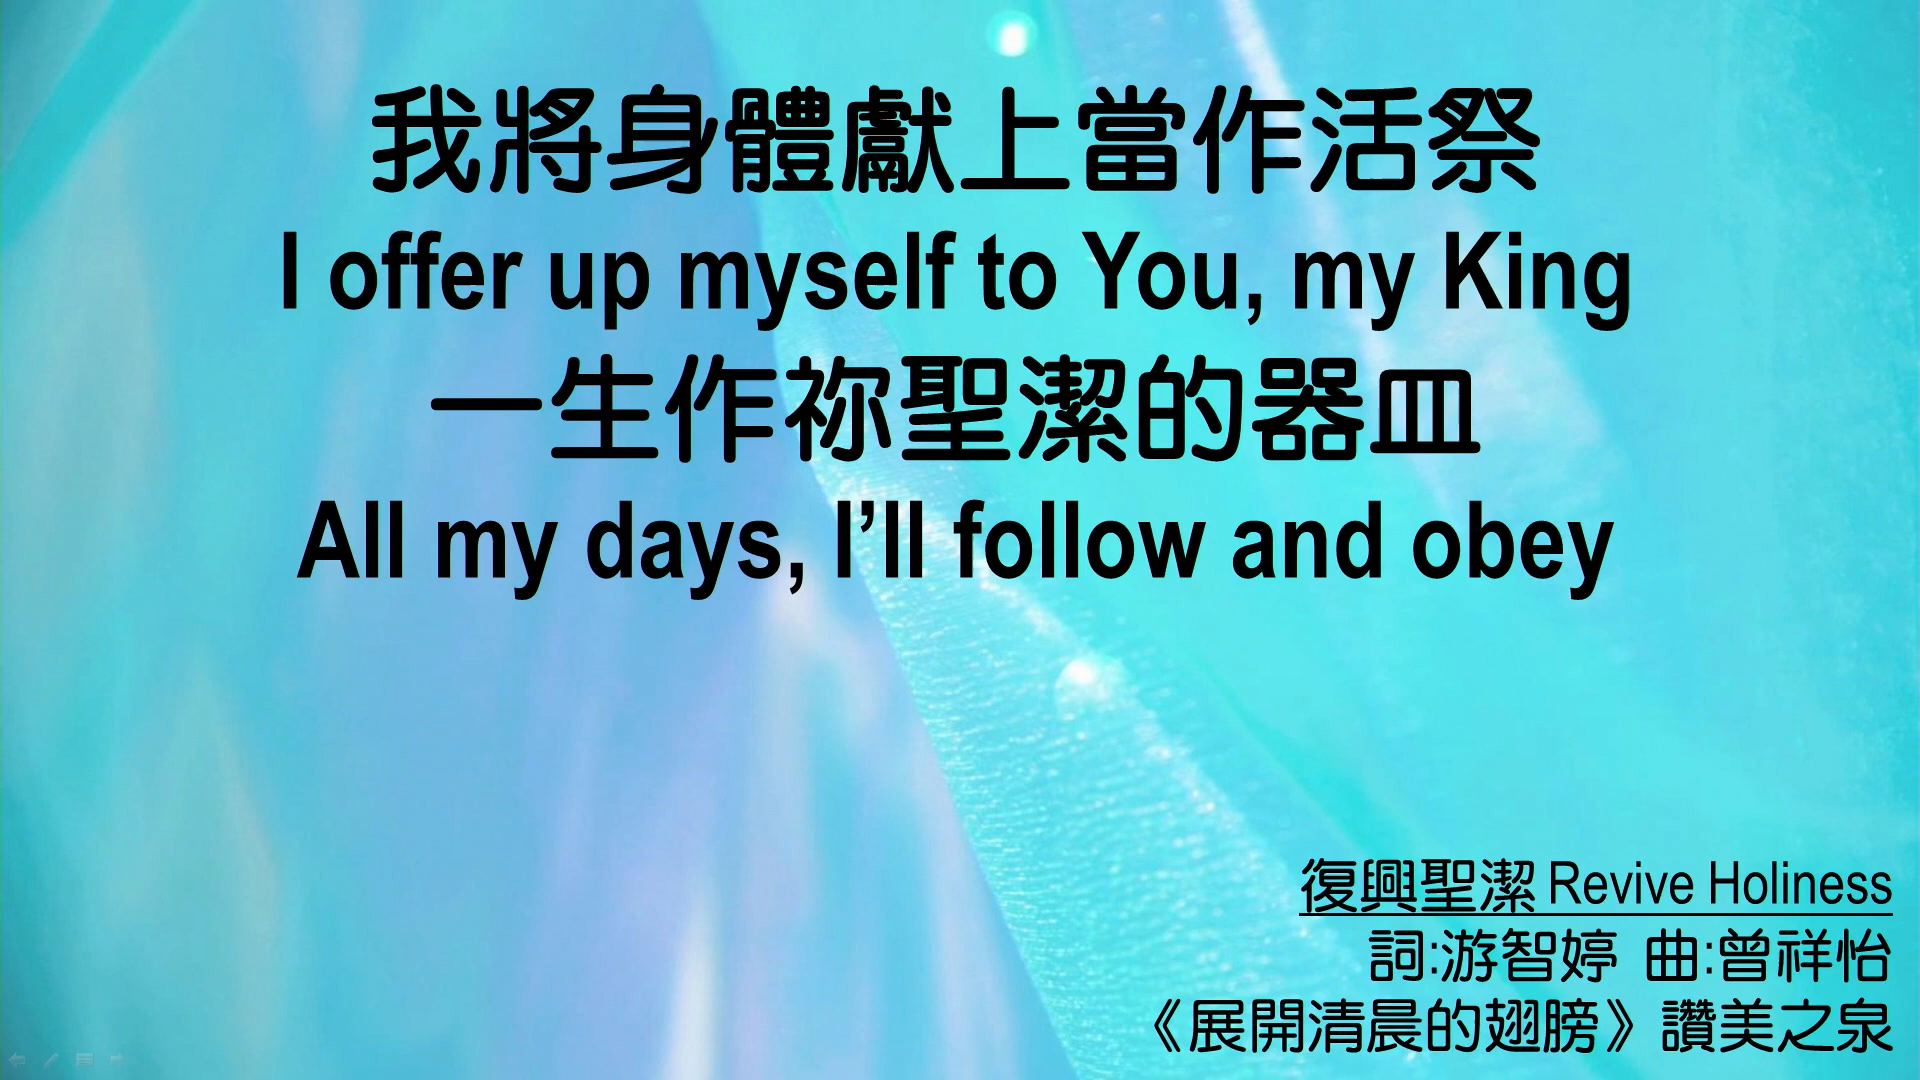 我將身體獻上當作活祭
I offer up myself to You, my King
一生作祢聖潔的器皿
All my days, I’ll follow and obey
復興聖潔 Revive Holiness
詞:游智婷 曲:曾祥怡
《展開清晨的翅膀》讚美之泉